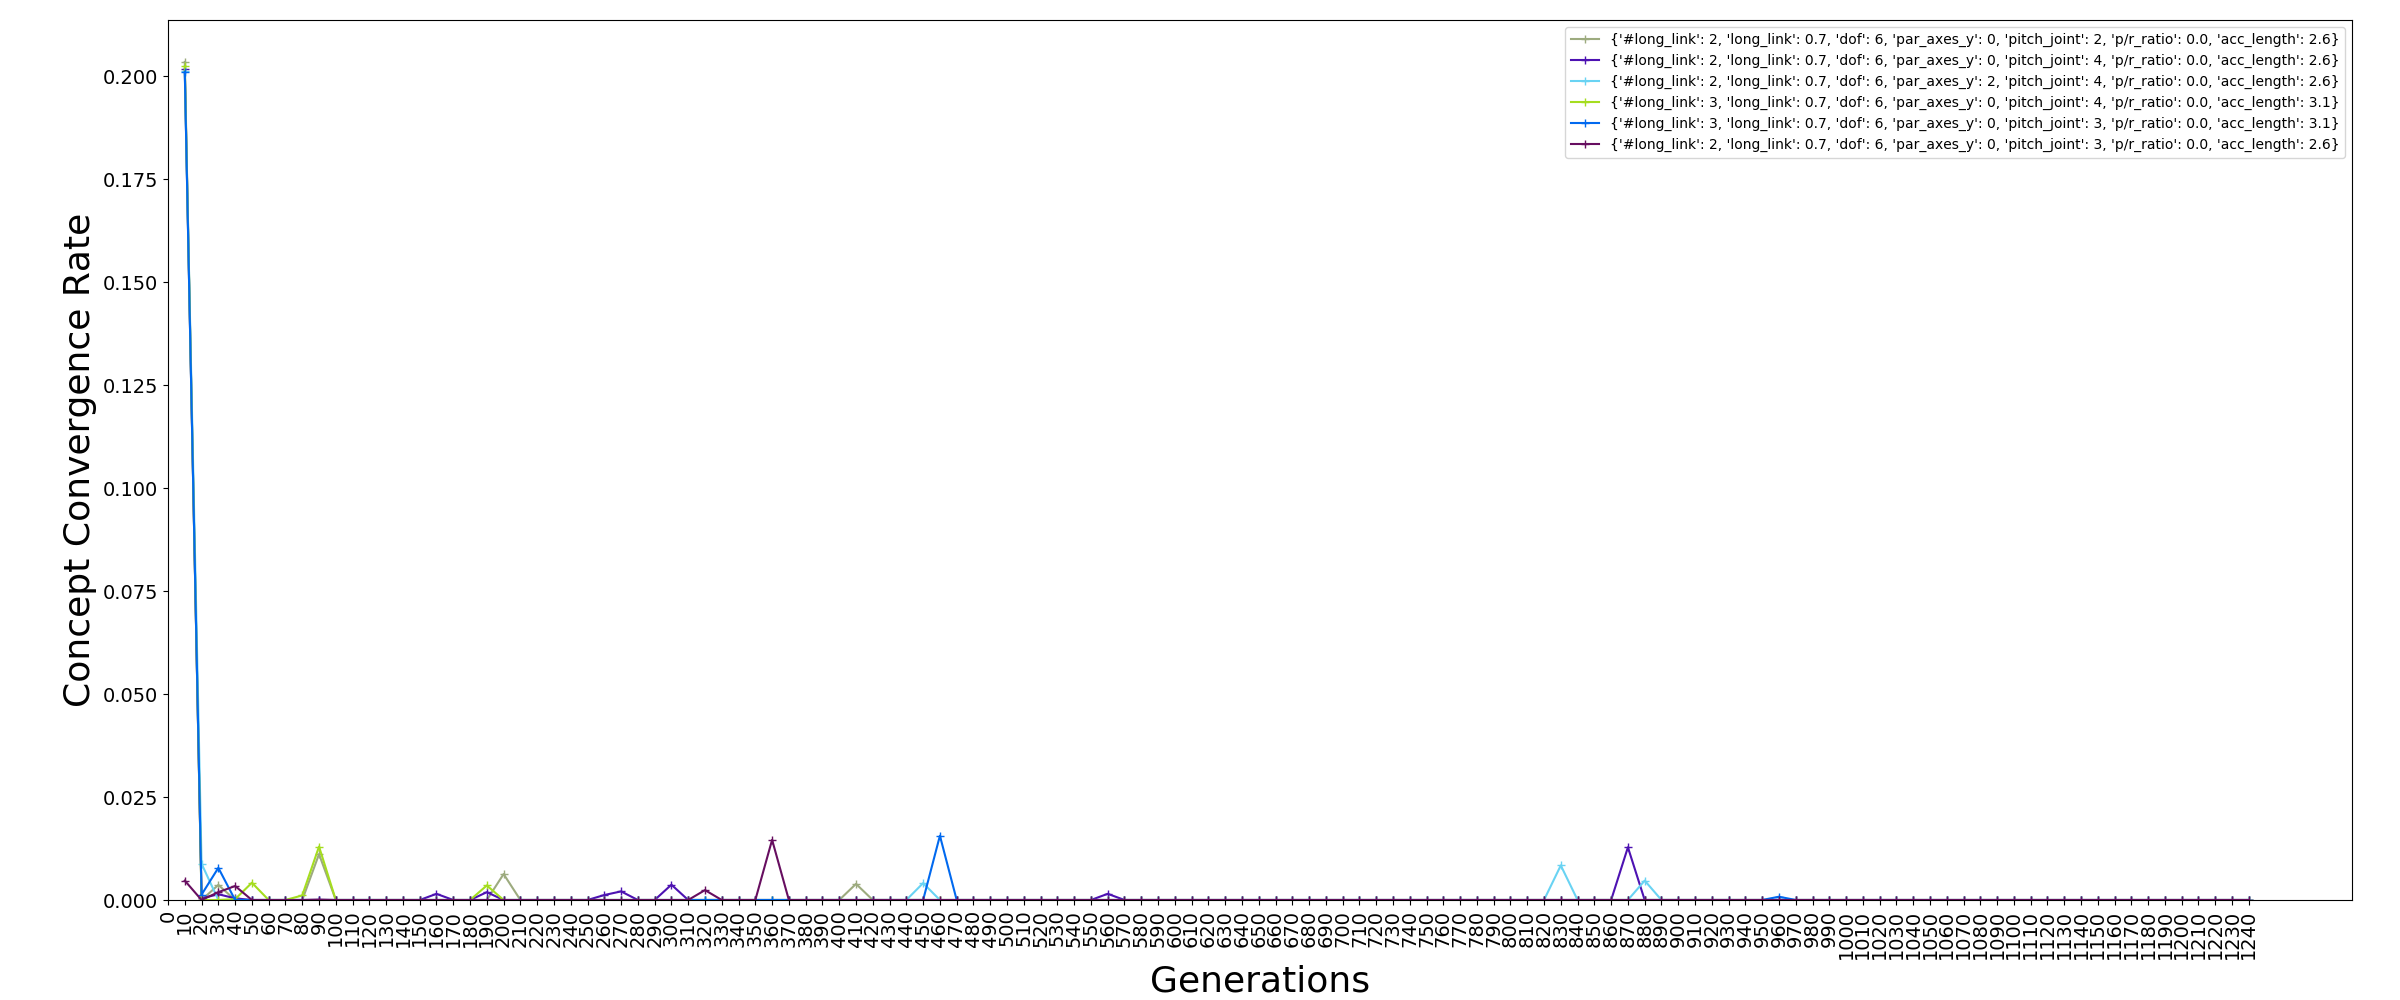 {'#long_link': 2, 'long_link': 0.7, 'dof': 6, 'par_axes_y': 0, 'pitch_joint': 2, 'p/r_ratio': 0.0, 'acc_length': 2.6}
{'#long_link': 2, 'long_link': 0.7, 'dof': 6, 'par_axes_y': 0, 'pitch_joint': 4, 'p/r_ratio': 0.0, 'acc_length': 2.6}
{'#long_link': 2, 'long_link': 0.7, 'dof': 6, 'par_axes_y': 2, 'pitch_joint': 4, 'p/r_ratio': 0.0, 'acc_length': 2.6}
{'#long_link': 3, 'long_link': 0.7, 'dof': 6, 'par_axes_y': 0, 'pitch_joint': 4, 'p/r_ratio': 0.0, 'acc_length': 3.1}
{'#long_link': 3, 'long_link': 0.7, 'dof': 6, 'par_axes_y': 0, 'pitch_joint': 3, 'p/r_ratio': 0.0, 'acc_length': 3.1}
{'#long_link': 2, 'long_link': 0.7, 'dof': 6, 'par_axes_y': 0, 'pitch_joint': 3, 'p/r_ratio': 0.0, 'acc_length': 2.6}
Concept Convergence Rate
0.200
0.175
0.150
0.125
0.100
0.075
0.050
0.025
0.000
0 10 20 30 40 50 60 70 80 90 100 110 120 130 140 150 160 170 180 190 200 210 220 230 240 250 260 270 280 290 300 310 320 330 340 350 360 370 380 390 400 410 420 430 440 450 460 470 480 490 500 510 520 530 540 550 560 570 580 590 600 610 620 630 640 650 660 670 680 690 700 710 720 730 740 750 760 770 780 790 800 810 820 830 840 850 860 870 880 890 900 910 920 930 940 950 960 970 980 990 1000 1010 1020 1030 1040 1050 1060 1070 1080 1090 1100 1110 1120 1130 1140 1150 1160 1170 1180 1190 1200 1210 1220 1230 1240
Generations